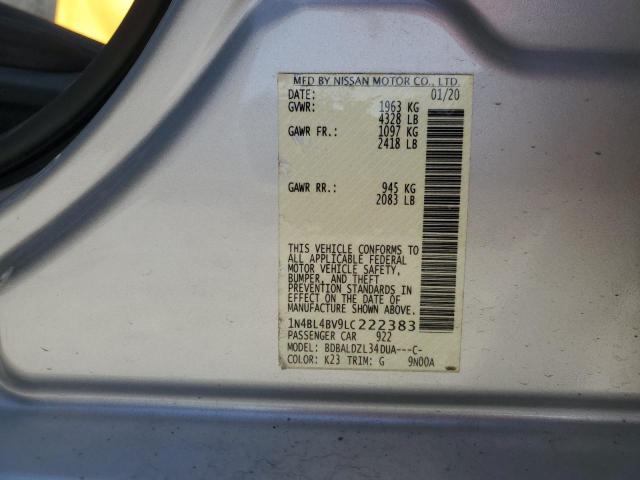 MFD BY NISSAN MOTOR CO., LTD.
DATE: 01/20
GVWR: 1963 KG
4328 LB
GAWR FR.: 1097 KG
2418 LB
GAWR RR.: 945 KG
2083 LB
THIS VEHICLE CONFORMS TO
ALL APPLICABLE FEDERAL
MOTOR VEHICLE SAFETY,
BUMPER, AND THEFT
PREVENTION STANDARDS IN
EFFECT ON THE DATE OF
MANUFACTURE SHOWN ABOVE.
1N4BL4BV9LC222383
PASSENGER CAR 922
MODEL: BDBALDZL34DUA---C-
COLOR: K23 TRIM: G 9N00A